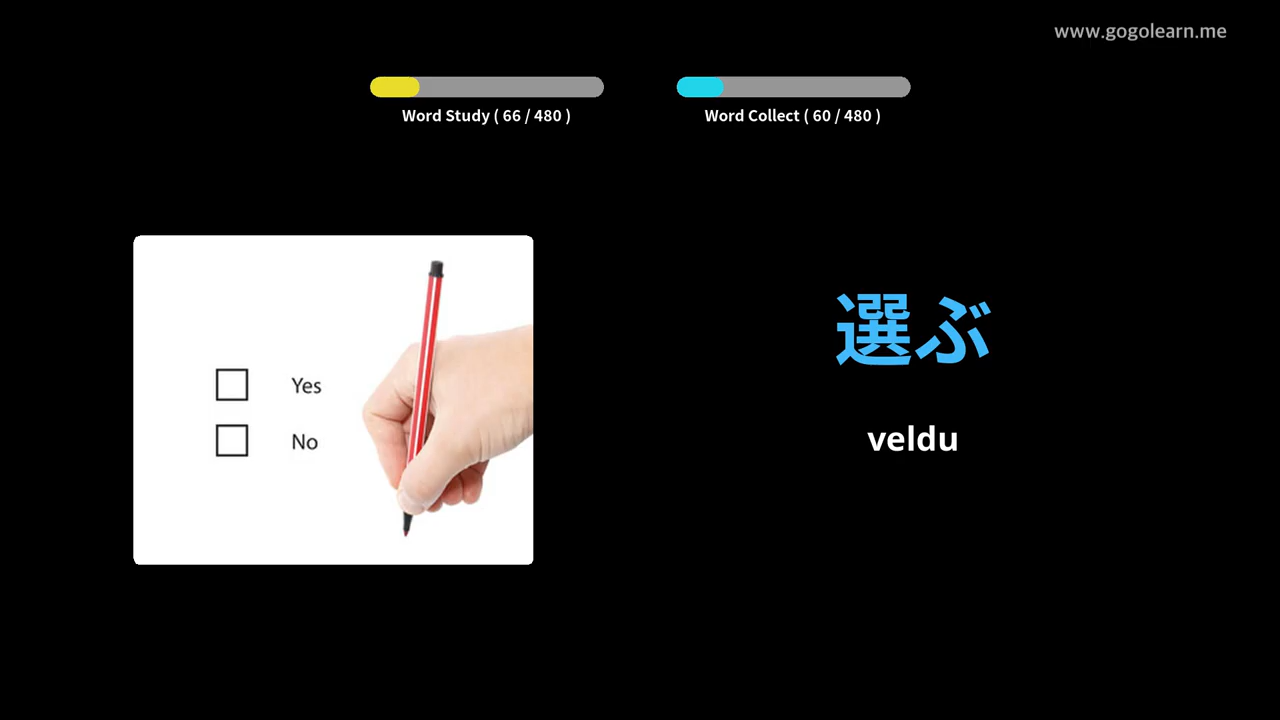 www.gogolearn.me
Word Study ( 66 / 480 )
Word Collect ( 60 / 480 )
Yes
No
選ぶ
veldu